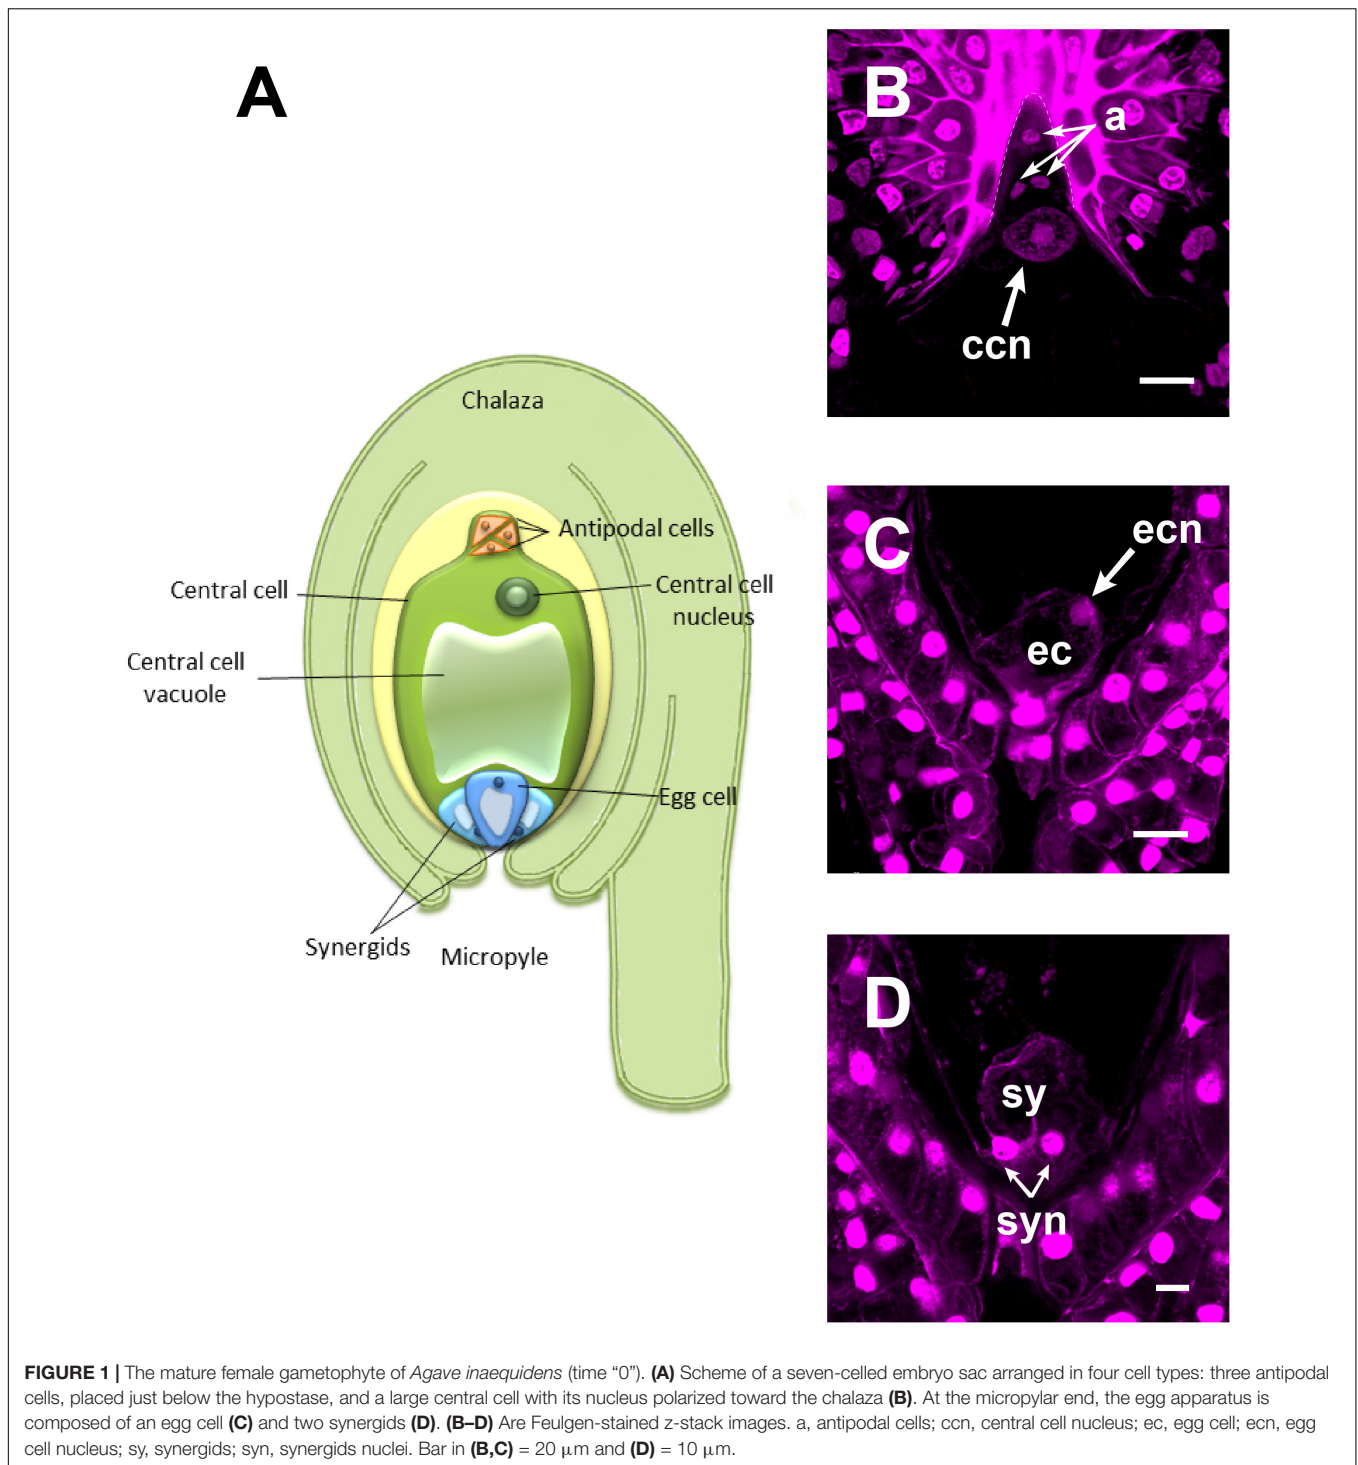 A
Chalaza
Antipodal cells
Central cell
Central cell
nucleus
Central cell
vacuole
Egg cell
Synergids
Micropyle
B
a
ccn
C
ecn
ec
D
sy
syn
FIGURE 1 | The mature female gametophyte of Agave inaequidens (time “0”). (A) Scheme of a seven-celled embryo sac arranged in four cell types: three antipodal
cells, placed just below the hypostase, and a large central cell with its nucleus polarized toward the chalaza (B). At the micropylar end, the egg apparatus is
composed of an egg cell (C) and two synergids (D). (B–D) Are Feulgen-stained z-stack images. a, antipodal cells; ccn, central cell nucleus; ec, egg cell; ecn, egg
cell nucleus; sy, synergids; syn, synergids nuclei. Bar in (B,C) = 20 μm and (D) = 10 μm.